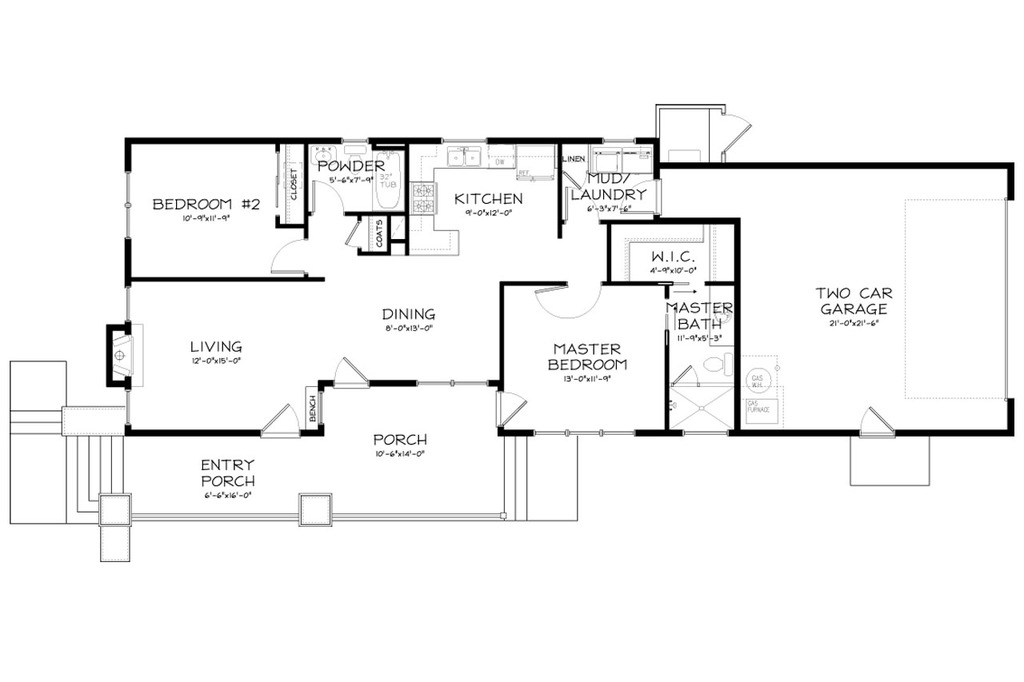 POWDER
5'-6"x7'-9"
32"
TUB
CLOSET
BEDROOM #2
10'-9"x11'-9"
COATS
DW
REF.
KITCHEN
9'-0"x12'-0"
LINEN
MUD/
LAUNDRY
6'-3"x7'-6"
W.I.C.
4'-9"x10'-0"
MASTER
BATH
11'-9"x5'-3"
TWO CAR
GARAGE
21'-0"x21'-6"
DINING
8'-0"x13'-0"
LIVING
12'-0"x15'-0"
MASTER
BEDROOM
13'-0"x11'-9"
GAS
W.H.
GAS
FURNACE
BENCH
PORCH
10'-6"x14'-0"
ENTRY
PORCH
6'-6"x16'-0"